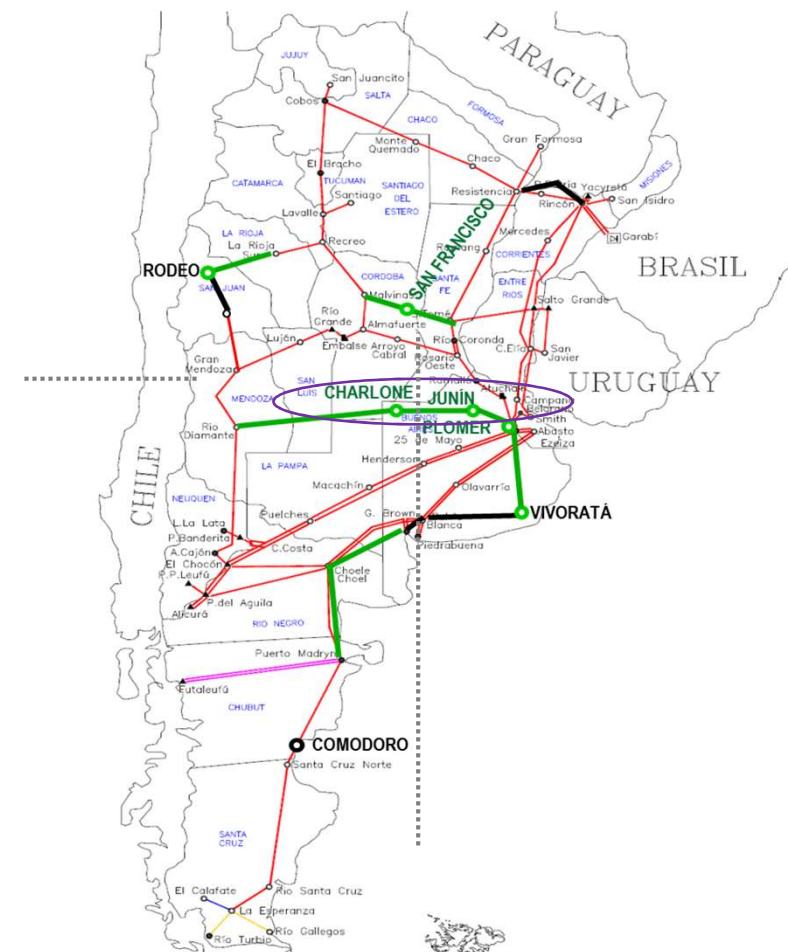 PARAGUAY
JUJUY
San Juancito
SALTA
Cobos
FORMOSA
CHACO
Monte
Quemado
Gran Formosa
Chaco
El Bracho
TUCUMAN
CATAMARCA
SANTIAGO
DEL
ESTERO
Santiago
Resistencia
Yacyretá
Rincón
San Isidro
MISIONES
Lavalle
Garabí
LA RIOJA
La Rioja
Sur
Recreo
Mercedes
CORRIENTES
BRASIL
SAN FRANCISCO
RODEO
SAN JUAN
CORDOBA
Malvinas
SANTA
FE
ENTRE
RIOS
Salto Grande
Río
Grande
Almafuerte
Luján
Embalse
Arroyo
Cabral
Río
Coronda
Rosario
Oeste
C.Elía
San
Javier
Gran
Mendoza
Ramallo
Atucha
URUGUAY
SAN
LUIS
MENDOZA
CHARLONE
JUNÍN
Campana
Belgrano
Smith
BUENOS
PLOMER
Abasto
Ezeiza
Río
Diamante
25 de Mayo
Henderson
LA PAMPA
CHILE
NEUQUEN
Macachín
Olavarría
Puelches
G. Brown
Blanca
VIVORATÁ
L.La Lata
P.Banderita
A.Cajón
C.Costa
Piedrabuena
El Chocón
P.P.Leufú
Choele
Choel
P.del Aguila
Alicurá
RIO NEGRO
Puerto Madryn
Futaleufú
CHUBUT
COMODORO
Santa Cruz Norte
SANTA
CRUZ
El Calafate
Río Santa Cruz
La Esperanza
Río Gallegos
Río Turbio